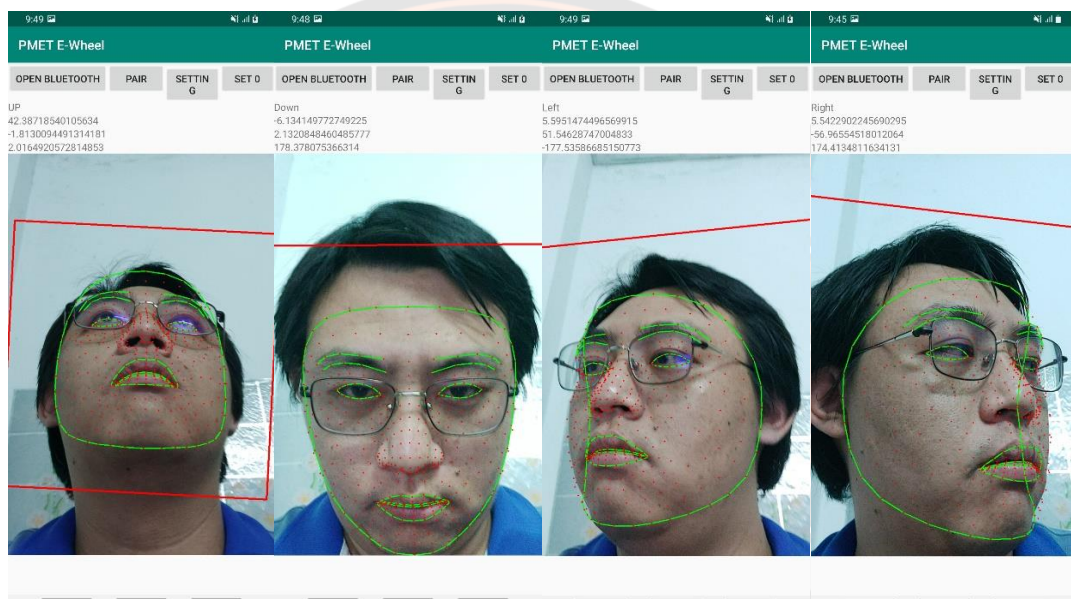 9:49
PMET E-Wheel
OPEN BLUETOOTH PAIR SETTIN
G SET 0
UP
42.38718540105634
-1.8130094491314181
2.0164920572814853
9:48
PMET E-Wheel
OPEN BLUETOOTH PAIR SETTIN
G SET 0
Down
-6.134149772749225
2.1320848460485777
178.378075366314
9:49
PMET E-Wheel
OPEN BLUETOOTH PAIR SETTIN
G SET 0
Left
5.5951474496569915
51.54628747004833
-177.53586685150773
9:45
PMET E-Wheel
OPEN BLUETOOTH PAIR SETTIN
G SET 0
Right
5.5422902245690295
-56.96554518012064
174.4134811634131